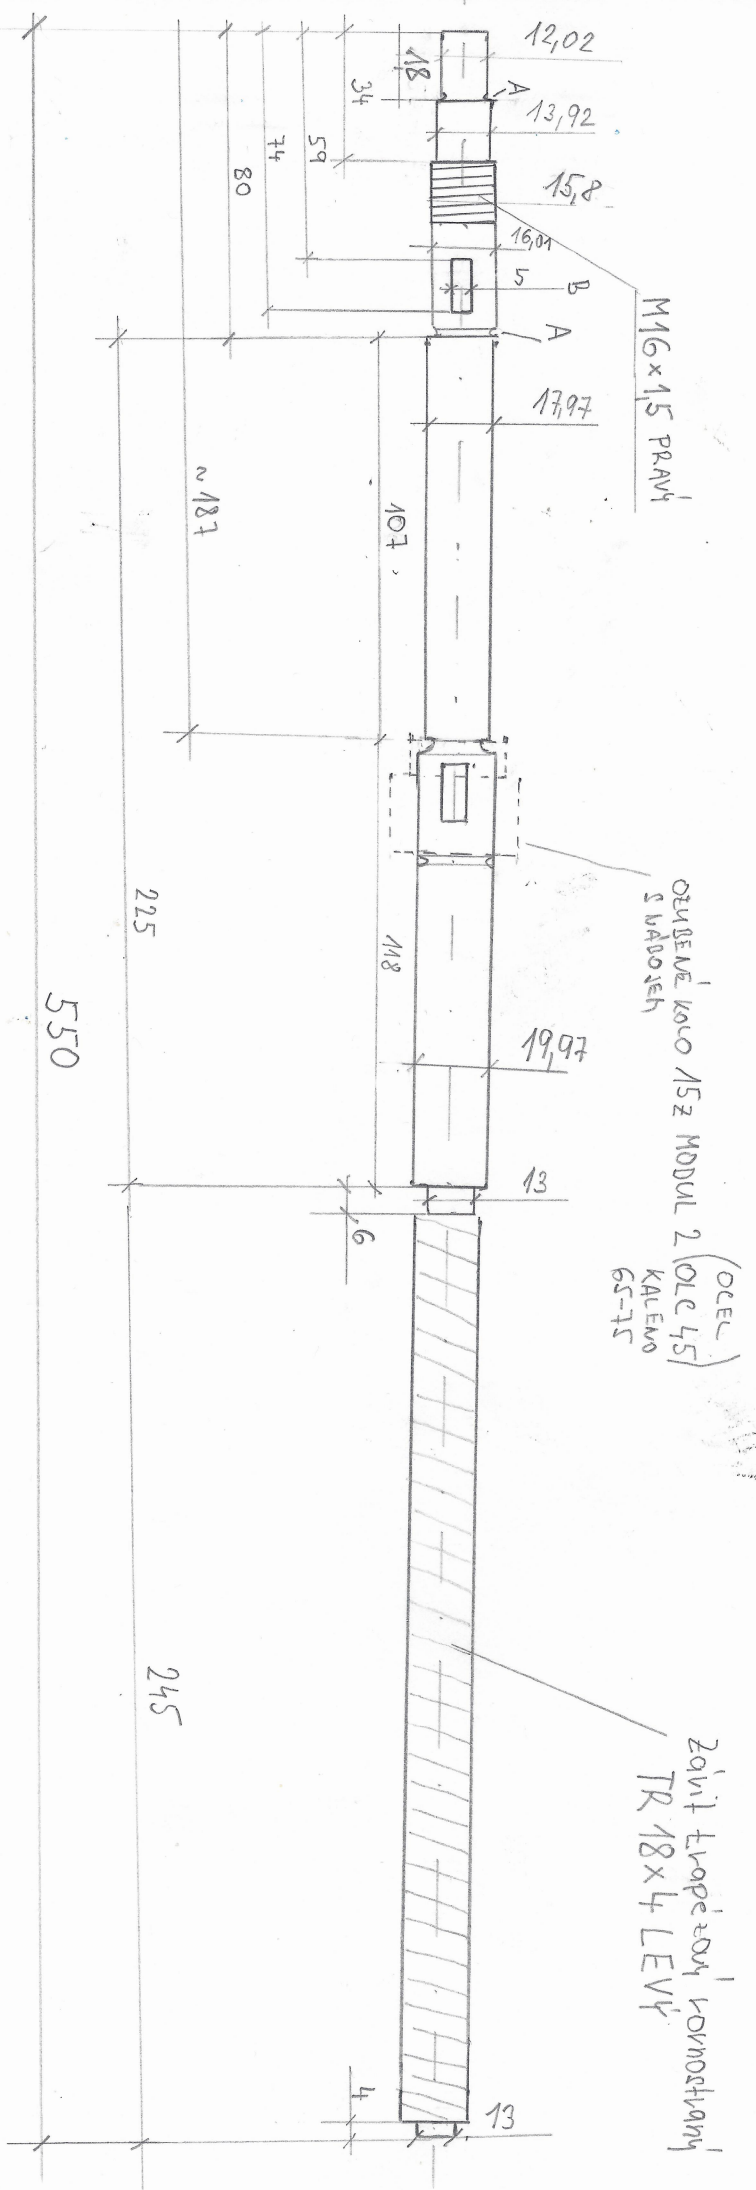 12,02
18
A
34
13,92
59
74
80
15,8
16,01
5
B
A
M16x1,5 PRAVÝ
17,97
107
~187
OZUBENÉ KOLO 15z MODUL 2 (OCEL OLC 45)
S NÁBOJEM
KALENO
65-75
225
118
19,97
550
13
6
245
Závit trapézový rovnostranný
TR 18x4 LEVÝ
4
13